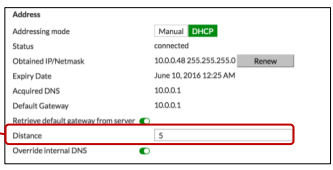 Address
Addressing mode Manual DHCP
Status connected
Obtained IP/Netmask 10.0.0.48 255.255.255.0 Renew
Expiry Date June 10, 2016 12:25 AM
Acquired DNS 10.0.0.1
Default Gateway 10.0.0.1
Retrieve default gateway from server
Distance 5
Override internal DNS